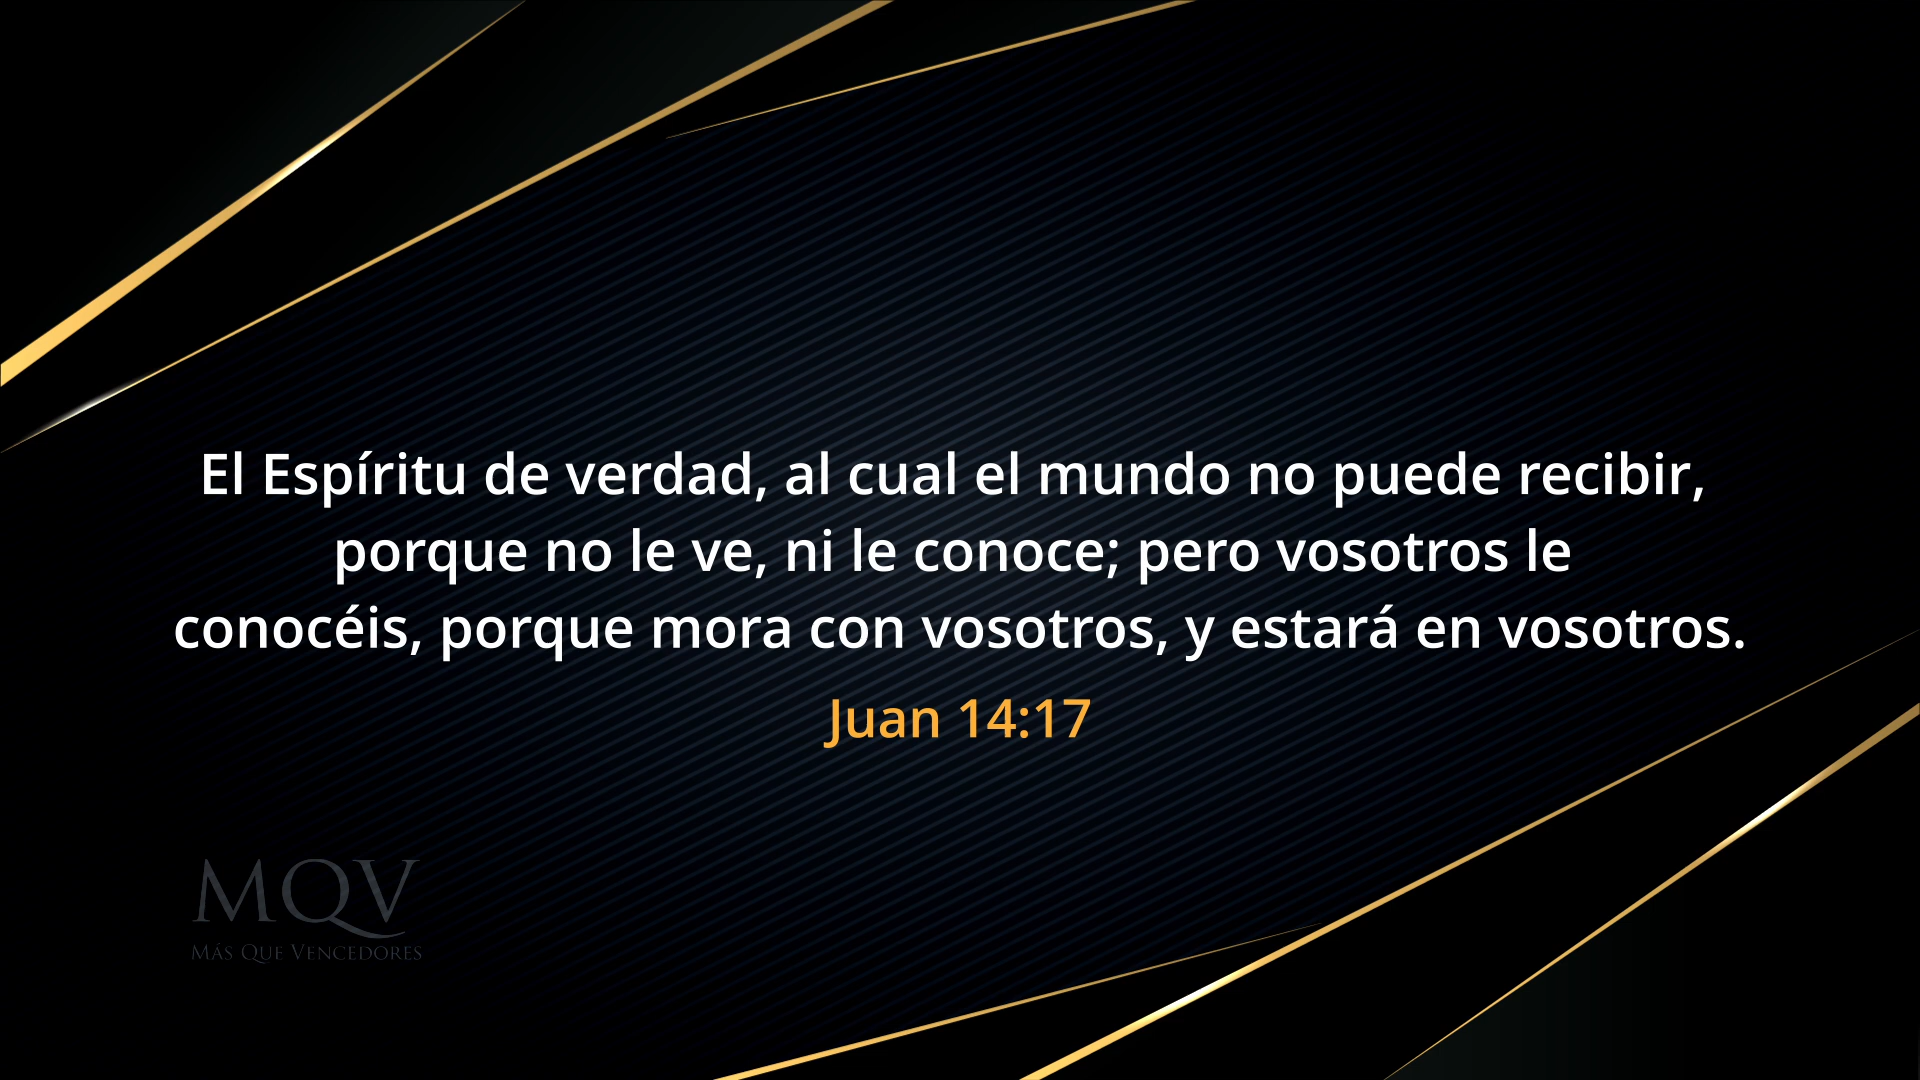 El Espíritu de verdad, al cual el mundo no puede recibir,
porque no le ve, ni le conoce; pero vosotros le
conocéis, porque mora con vosotros, y estará en vosotros.
Juan 14:17
MQV
Más Que Vencedores